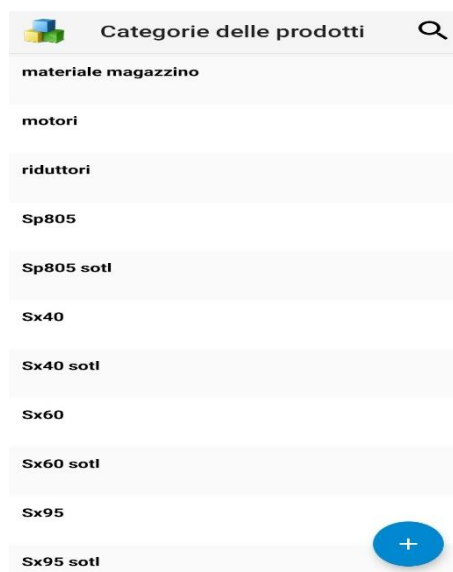 Categorie delle prodotti
materiale magazzino
motori
riduttori
Sp805
Sp805 sotl
Sx40
Sx40 sotl
Sx60
Sx60 sotl
Sx95
Sx95 sotl